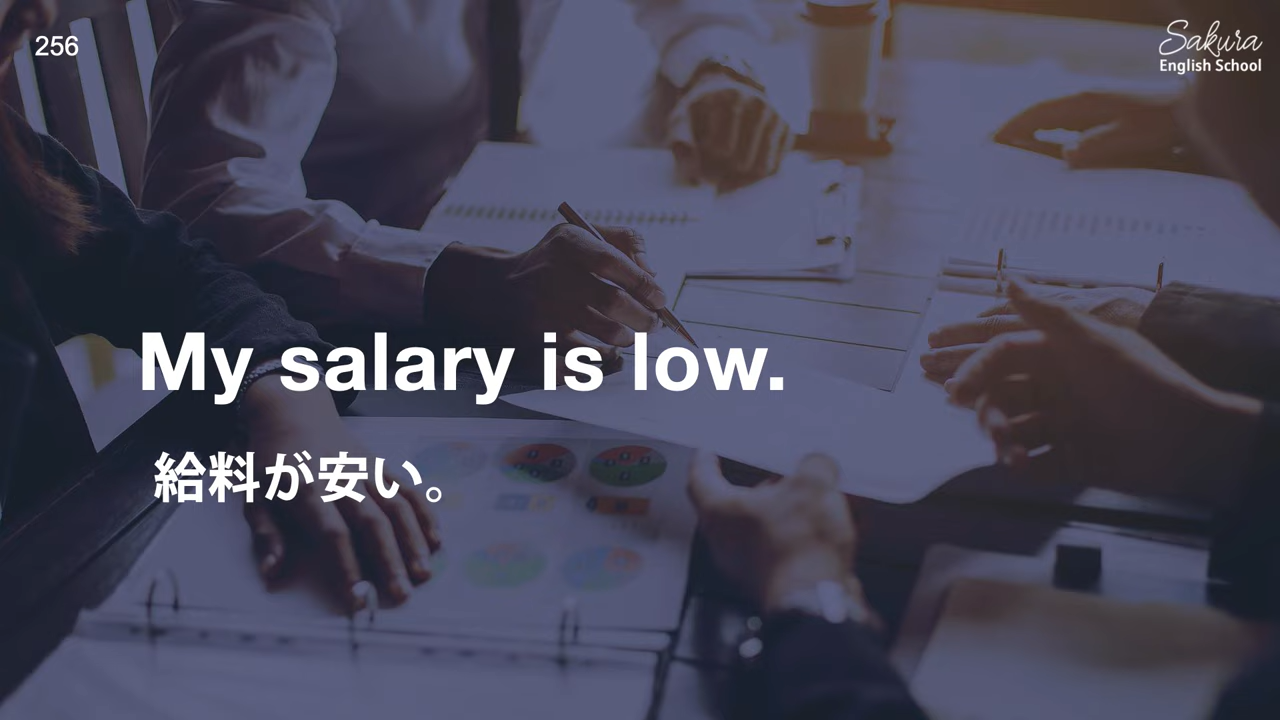 256
Sakura
English School
My salary is low.
給料が安い。